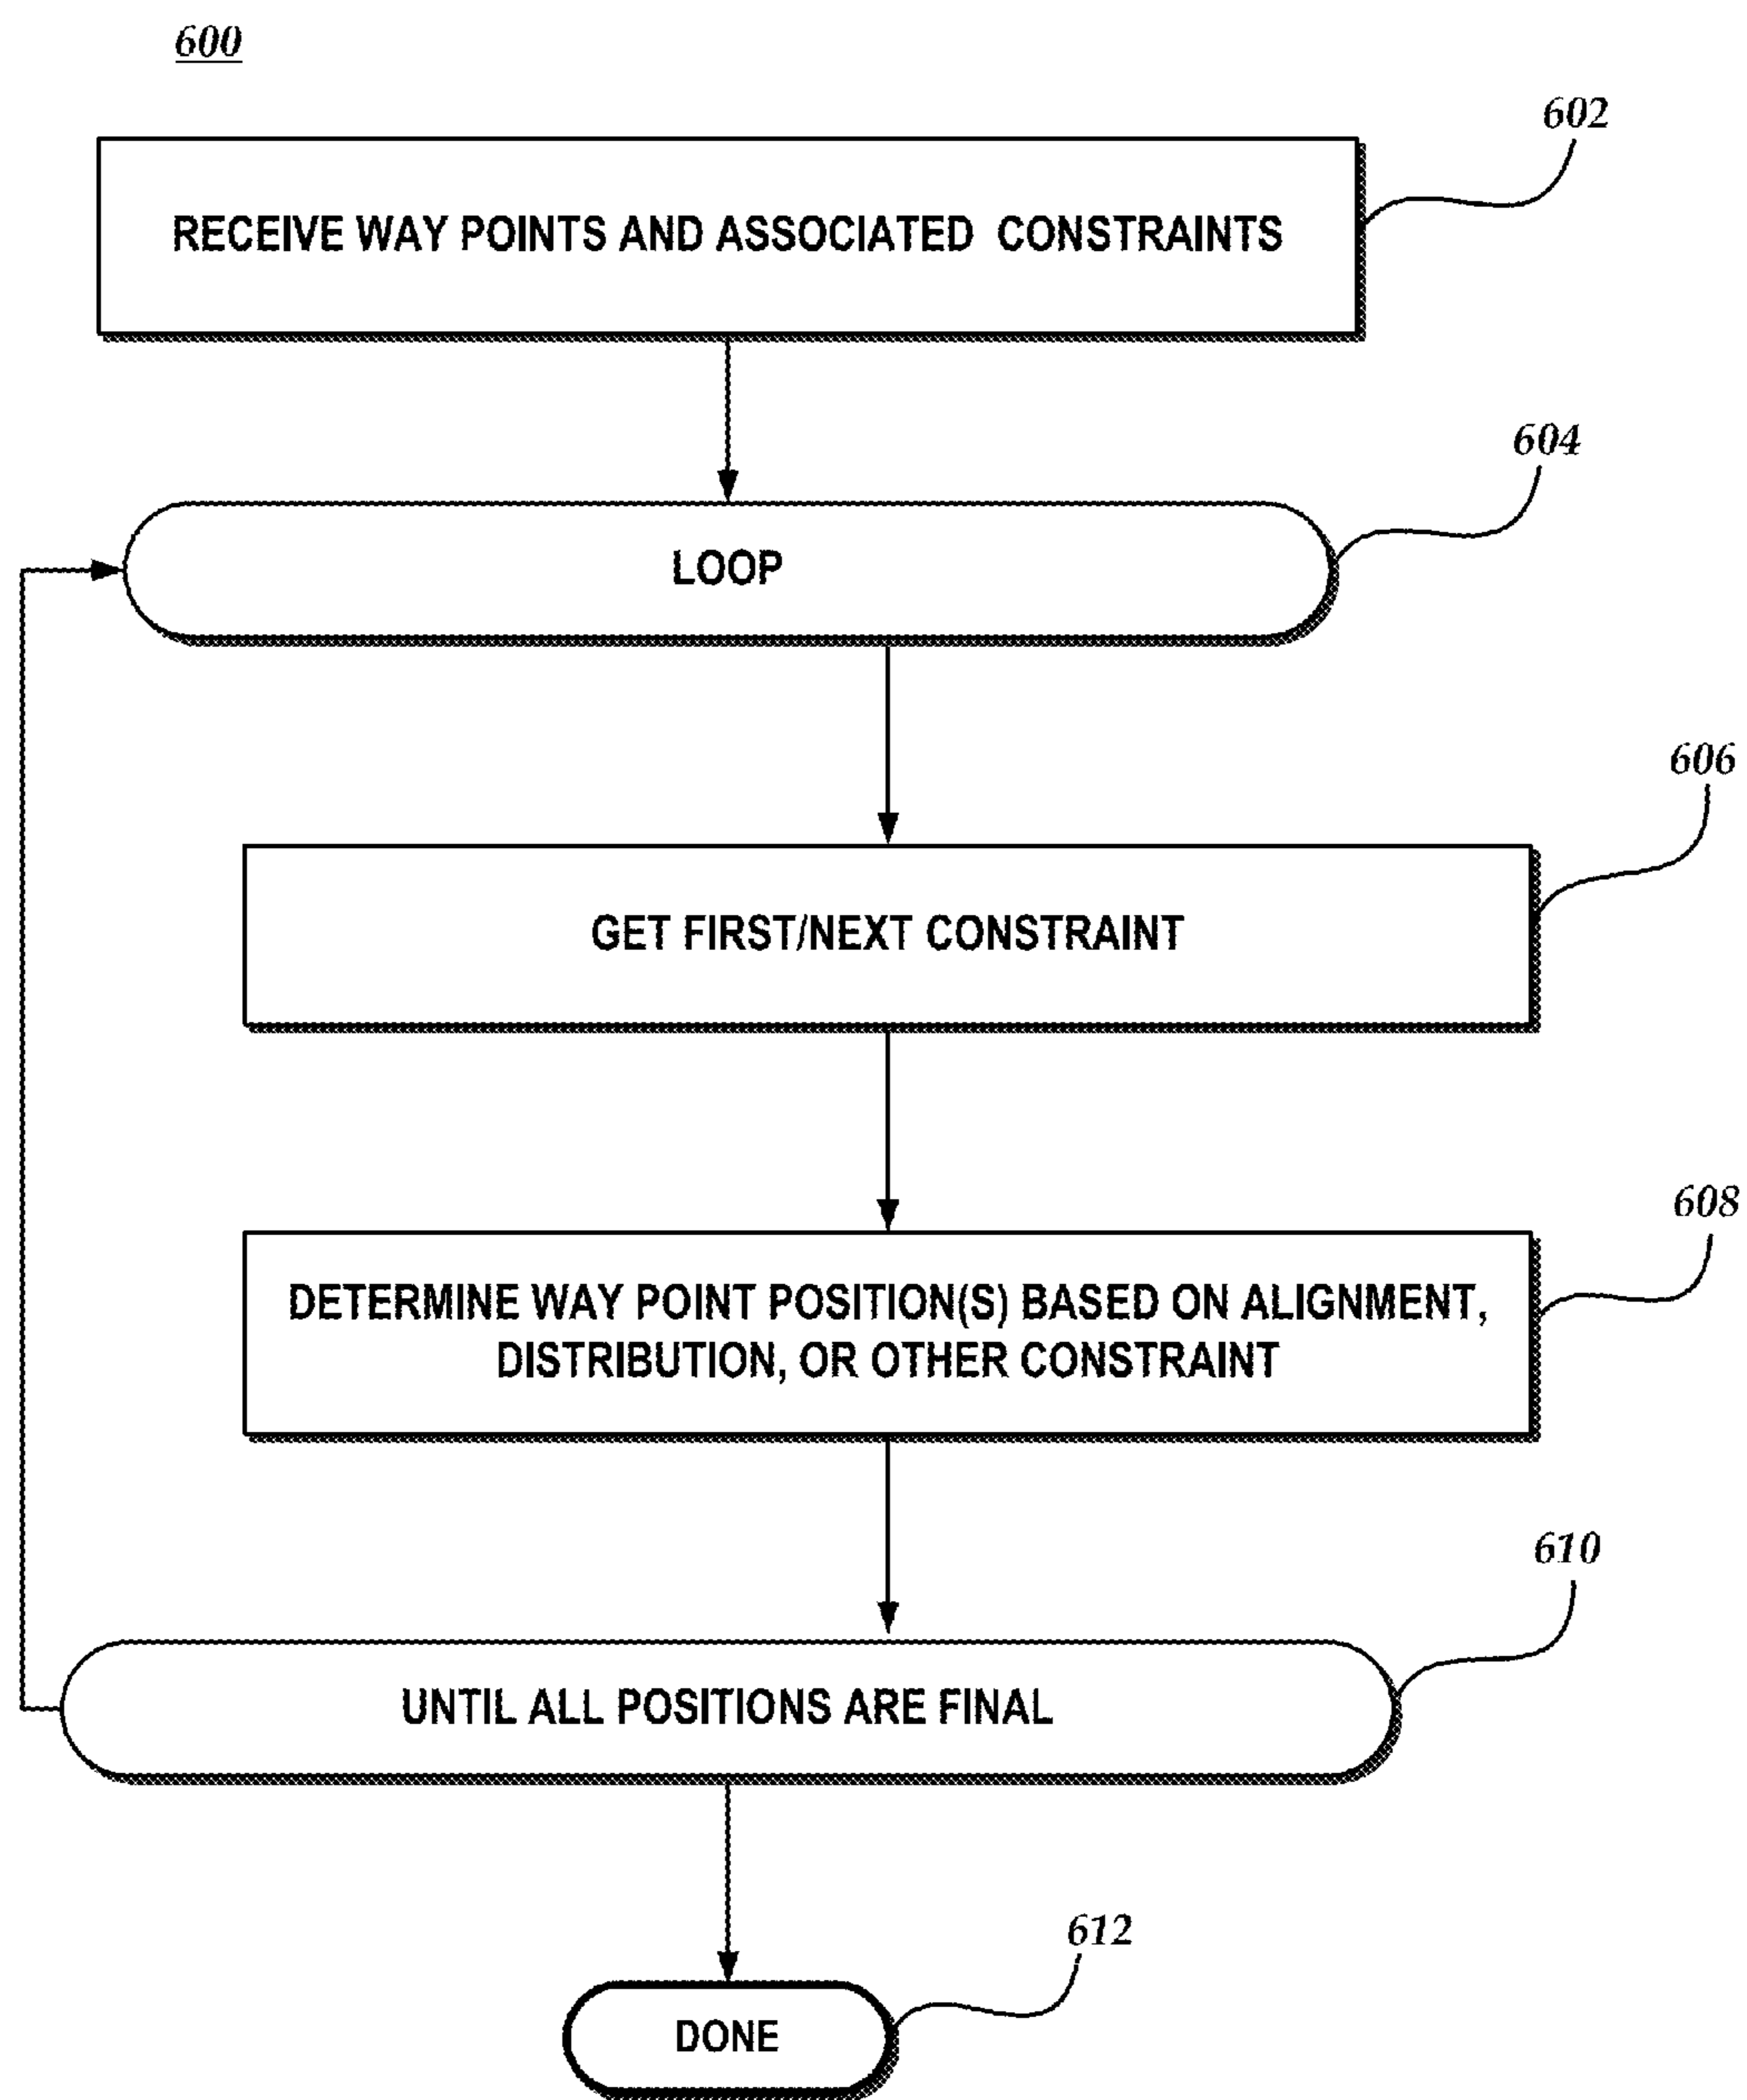 600
602
RECEIVE WAY POINTS AND ASSOCIATED CONSTRAINTS
604
LOOP
606
GET FIRST/NEXT CONSTRAINT
608
DETERMINE WAY POINT POSITION(S) BASED ON ALIGNMENT,
DISTRIBUTION, OR OTHER CONSTRAINT
610
UNTIL ALL POSITIONS ARE FINAL
612
DONE